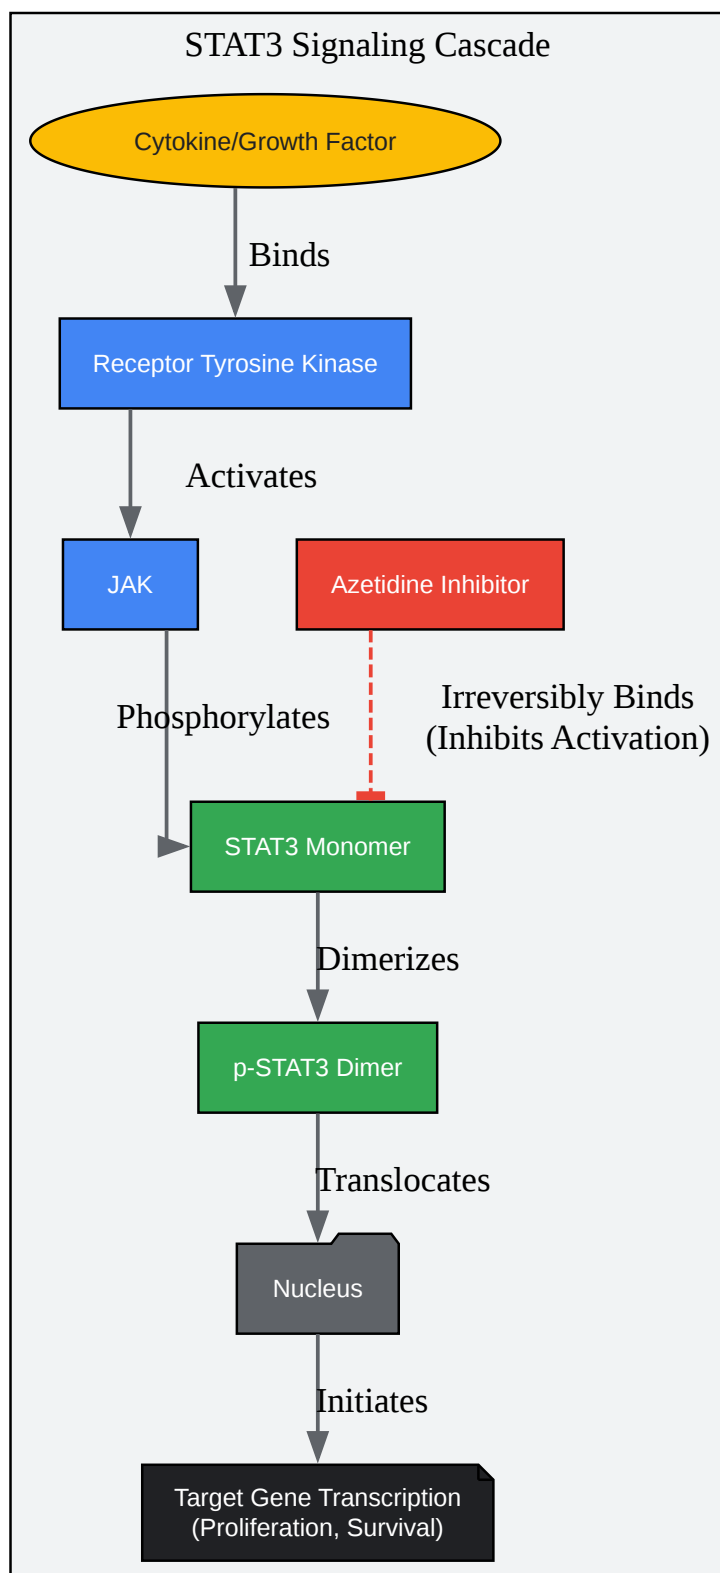 STAT3 Signaling Cascade
Cytokine/Growth Factor
Binds
Receptor Tyrosine Kinase
Activates
JAK
Azetidine Inhibitor
Phosphorylates
Irreversibly Binds
(Inhibits Activation)
STAT3 Monomer
Dimerizes
p-STAT3 Dimer
Translocates
Nucleus
Initiates
Target Gene Transcription
(Proliferation, Survival)